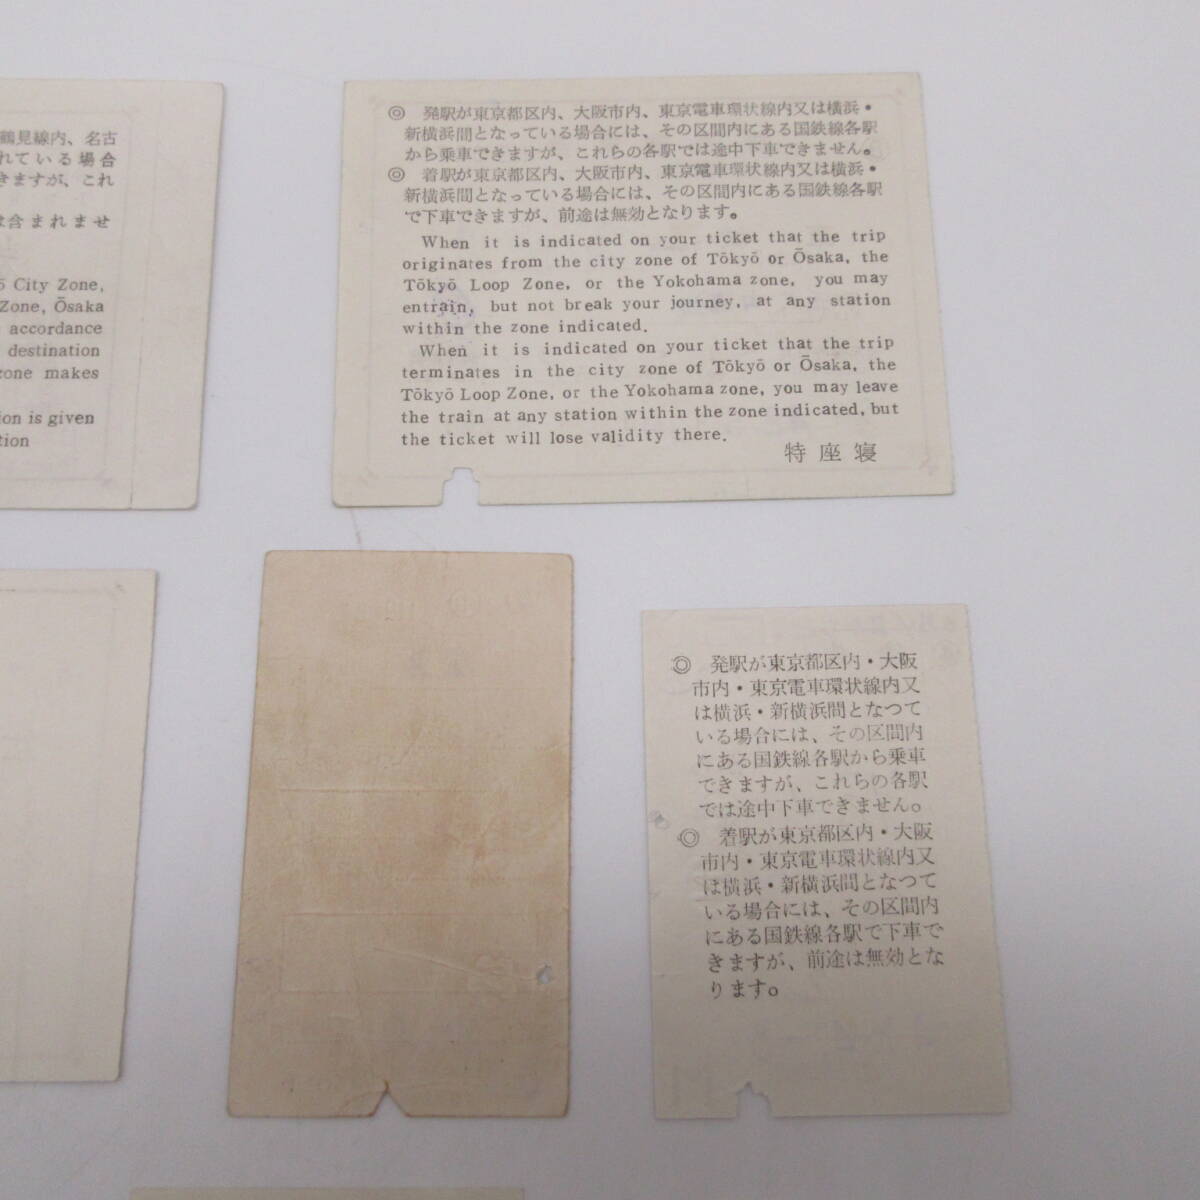 鶴見線内、名古
れている場合
きますが、これ
は含まれませ
City Zone,
Zone, Ōsaka
accordance
destination
zone makes
ion is given
tion
◎ 発駅が東京都区内、大阪市内、東京電車環状線内又は横浜・
新横浜間となっている場合には、その区間内にある国鉄線各駅
から乗車できますが、これらの各駅では途中下車できません。
◎ 着駅が東京都区内、大阪市内、東京電車環状線内又は横浜・
新横浜間となっている場合には、その区間内にある国鉄線各駅
で下車できますが、前途は無効となります。
When it is indicated on your ticket that the trip
originates from the city zone of Tōkyō or Ōsaka, the
Tōkyō Loop Zone, or the Yokohama zone, you may
entrain, but not break your journey, at any station
within the zone indicated.
When it is indicated on your ticket that the trip
terminates in the city zone of Tōkyō or Ōsaka, the
Tōkyō Loop Zone, or the Yokohama zone, you may leave
the train at any station within the zone indicated, but
the ticket will lose validity there.
特座寝
◎ 発駅が東京都区内・大阪
市内・東京電車環状線内又
は横浜・新横浜間となつて
いる場合には、その区間内
にある国鉄線各駅から乗車
できますが、これらの各駅
では途中下車できません。
◎ 着駅が東京都区内・大阪
市内・東京電車環状線内又
は横浜・新横浜間となつて
いる場合には、その区間内
にある国鉄線各駅で下車で
きますが、前途は無効とな
ります。